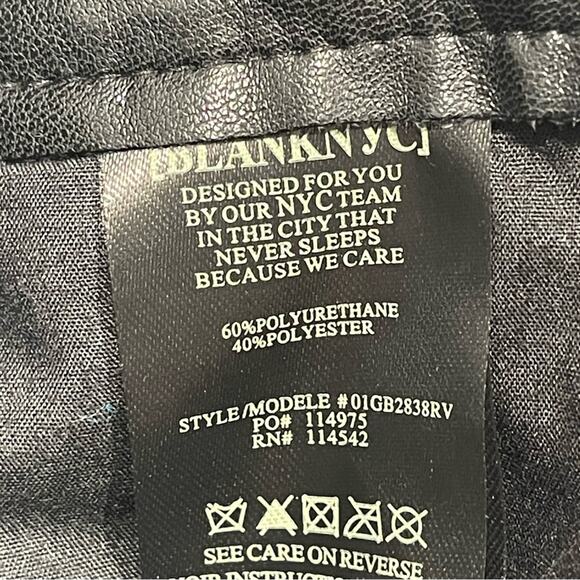 [BLANKNYC]
DESIGNED FOR YOU
BY OUR NYC TEAM
IN THE CITY THAT
NEVER SLEEPS
BECAUSE WE CARE
60%POLYURETHANE
40%POLYESTER
STYLE/MODELE #01GB2838RV
PO# 114975
RN# 114542
SEE CARE ON REVERSE